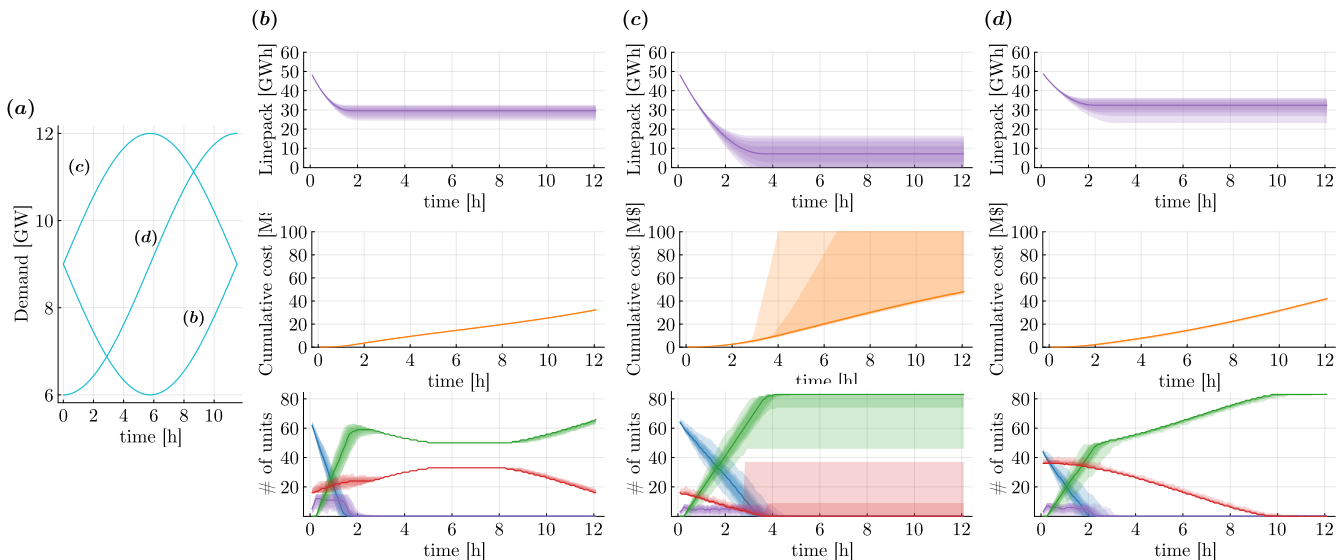 (a)
Demand [GW]
12
10
8
6
(c)
(d)
(b)
0 2 4 6 8 10
time [h]
(b)
Linepack [GWh]
60
50
40
30
20
10
0
0 2 4 6 8 10 12
time [h]
Cumulative cost [M$]
100
80
60
40
20
0
0 2 4 6 8 10 12
time [h]
# of units
80
60
40
20
0 2 4 6 8 10 12
time [h]
(c)
Linepack [GWh]
60
50
40
30
20
10
0
0 2 4 6 8 10 12
time [h]
Cumulative cost [M$]
100
80
60
40
20
0
0 2 4 6 8 10 12
time [h]
# of units
80
60
40
20
0 2 4 6 8 10 12
time [h]
(d)
Linepack [GWh]
60
50
40
30
20
10
0
0 2 4 6 8 10 12
time [h]
Cumulative cost [M$]
100
80
60
40
20
0
0 2 4 6 8 10 12
time [h]
# of units
80
60
40
20
0 2 4 6 8 10 12
time [h]